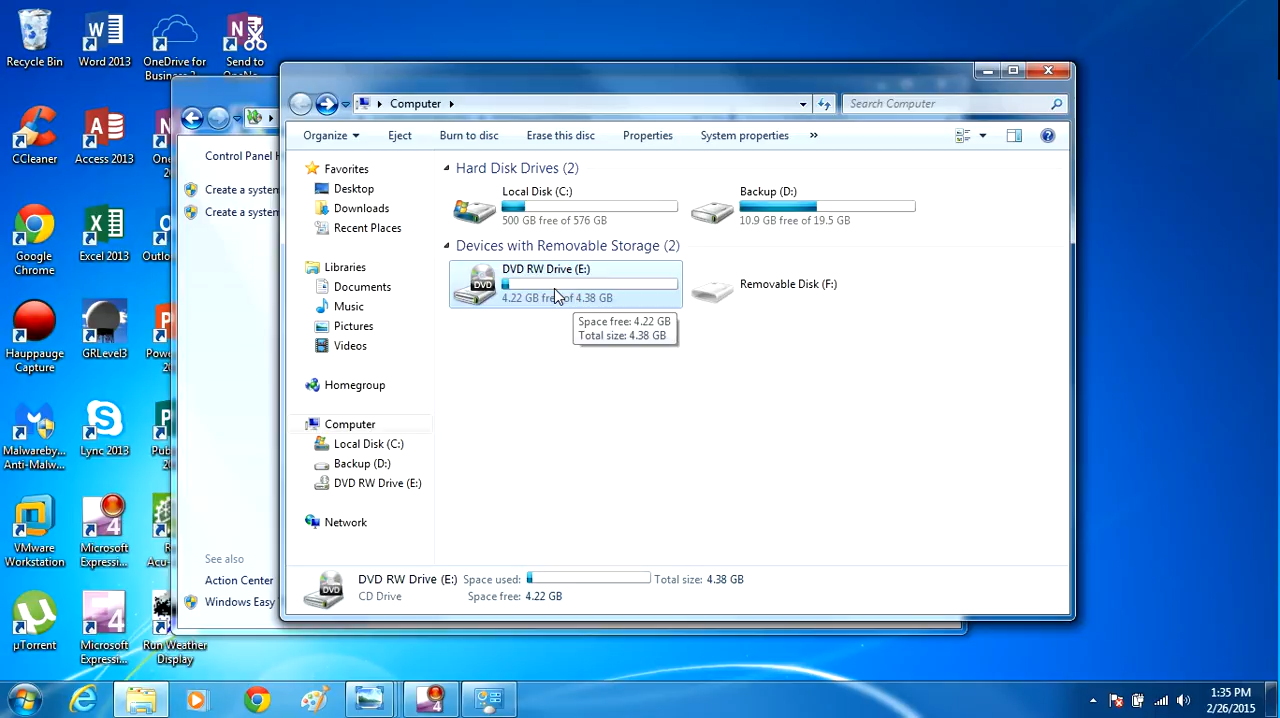 Recycle Bin
Word 2013
OneDrive for
Business 2...
Send to
OneNo...
CCleaner
Access 2013
Google
Chrome
Excel 2013
Hauppauge
Capture
GRLevel3
Malwareby...
Anti-Malw...
Lync 2013
VMware
Workstation
Microsoft
Expressi...
µTorrent
Microsoft
Expressi...
Run Weather
Display
Control Panel H
Create a system
Create a system
See also
Action Center
Windows Easy
Computer
Search Computer
Organize
Eject
Burn to disc
Erase this disc
Properties
System properties
»
Favorites
Desktop
Downloads
Recent Places
Libraries
Documents
Music
Pictures
Videos
Homegroup
Computer
Local Disk (C:)
Backup (D:)
DVD RW Drive (E:)
Network
Hard Disk Drives (2)
Local Disk (C:)
500 GB free of 576 GB
Backup (D:)
10.9 GB free of 19.5 GB
Devices with Removable Storage (2)
DVD RW Drive (E:)
DVD
4.22 GB free of 4.38 GB
Removable Disk (F:)
Space free: 4.22 GB
Total size: 4.38 GB
DVD
DVD RW Drive (E:) Space used: Total size: 4.38 GB
CD Drive Space free: 4.22 GB
1:35 PM
2/26/2015